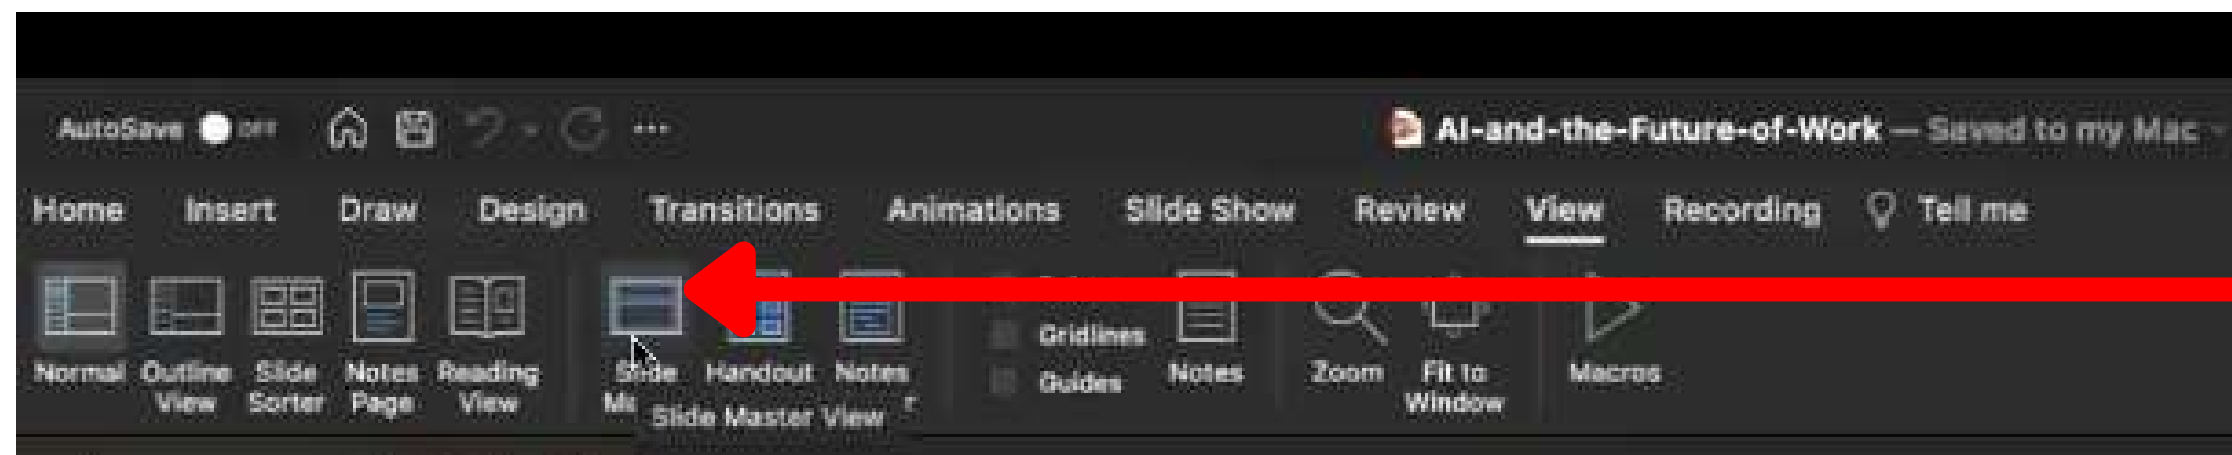 AutoSave OFF
AI-and-the-Future-of-Work — Saved to my Mac
Home Insert Draw Design Transitions Animations Slide Show Review View Recording Tell me
Gridlines
Guides
Normal Outline View Slide Sorter Notes Page Reading View Slide Handout Notes Notes Zoom Fit to Window Macros
Slide Master View